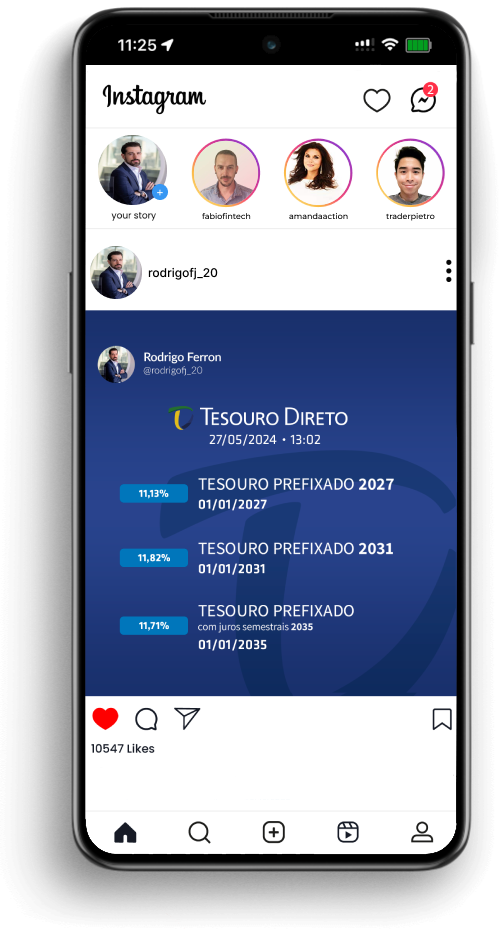 11:25
Instagram
2
your story
fabiofintech
amandaaction
traderpietro
rodrigofj_20
Rodrigo Ferron
@rodrigofj_20
TESOURO DIRETO
27/05/2024 • 13:02
11,13%
TESOURO PREFIXADO 2027
01/01/2027
11,82%
TESOURO PREFIXADO 2031
01/01/2031
11,71%
TESOURO PREFIXADO
com juros semestrais 2035
01/01/2035
10547 Likes